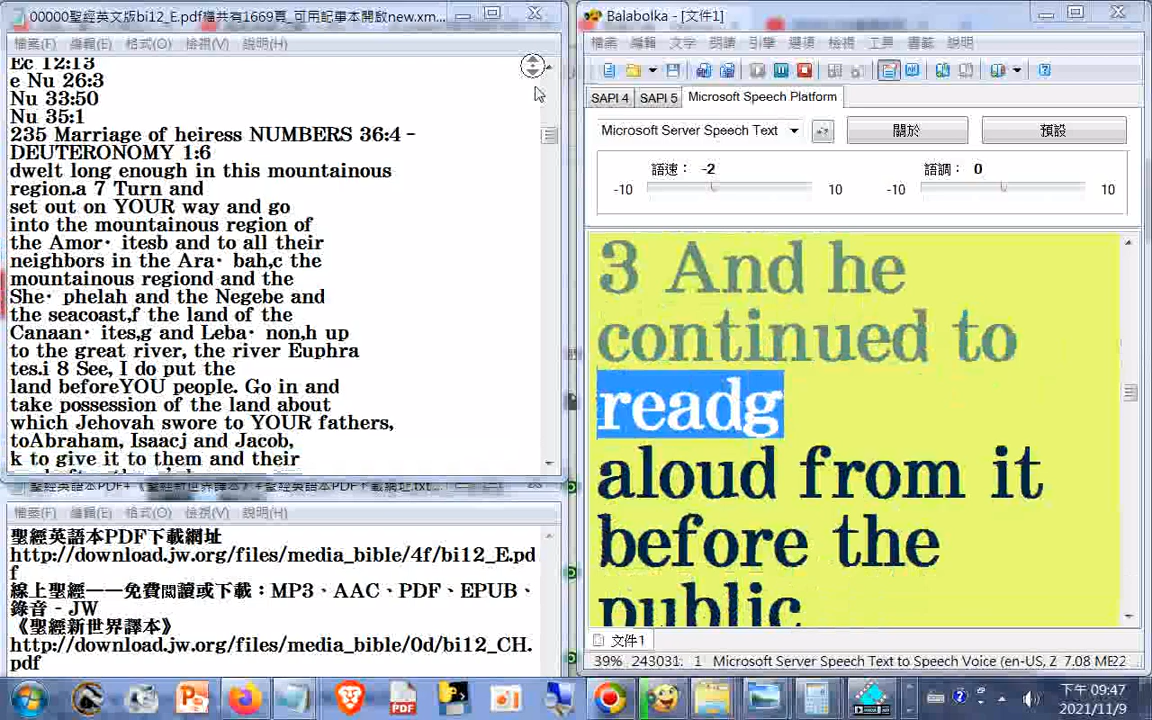 00000聖經英文版bi12_E.pdf檔共有1669頁_可用記事本開啟new.xm...
檔案(F) 編輯(E) 格式(O) 檢視(V) 說明(H)
Ec 12:13
e Nu 26:3
Nu 33:50
Nu 35:1
235 Marriage of heiress NUMBERS 36:4 -
DEUTERONOMY 1:6
dwelt long enough in this mountainous
region.a 7 Turn and
set out on YOUR way and go
into the mountainous region of
the Amor· itesb and to all their
neighbors in the Ara· bah,c the
mountainous regiond and the
She· phelah and the Negebe and
the seacoast,f the land of the
Canaan· ites,g and Leba· non,h up
to the great river, the river Euphra
tes.i 8 See, I do put the
land beforeYOU people. Go in and
take possession of the land about
which Jehovah swore to YOUR fathers,
toAbraham, Isaacj and Jacob,
k to give it to them and their
檔案(F) 編輯(E) 格式(O) 檢視(V) 說明(H)
聖經英語本PDF下載網址
http://download.jw.org/files/media_bible/4f/bi12_E.pd
f
線上聖經——免費閱讀或下載：MP3、AAC、PDF、EPUB、
錄音 - JW
《聖經新世界譯本》
http://download.jw.org/files/media_bible/0d/bi12_CH.
pdf
Balabolka - [文件1]
檔案 編輯 文字 朗讀 引擎 選項 檢視 工具 書籤 說明
SAPI 4 SAPI 5 Microsoft Speech Platform
Microsoft Server Speech Text 關於 預設
語速： -2 語調： 0
-10 10 -10 10
3 And he
continued to
readg
aloud from it
before the
public
文件1
39% 243031: 1 Microsoft Server Speech Text to Speech Voice (en-US, Z 7.08 ME22
PDF
下午 09:47
2021/11/9